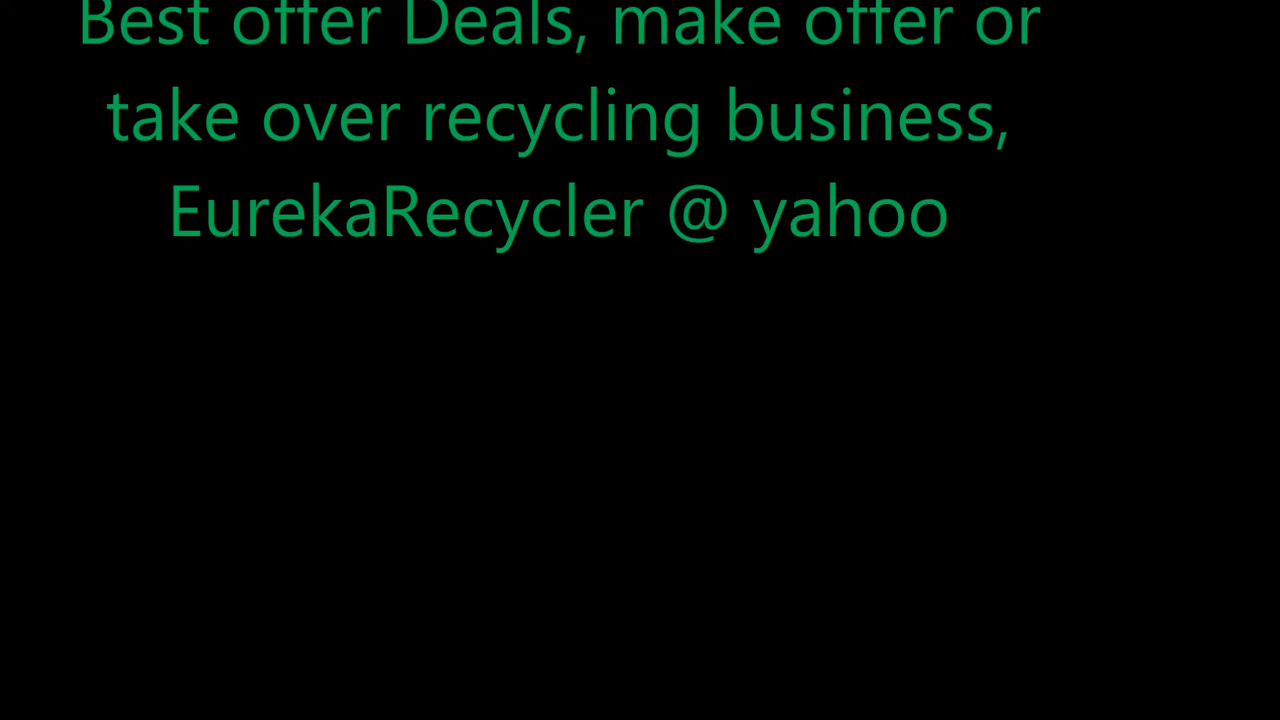 Best offer Deals, make offer or
take over recycling business,
EurekaRecycler @ yahoo